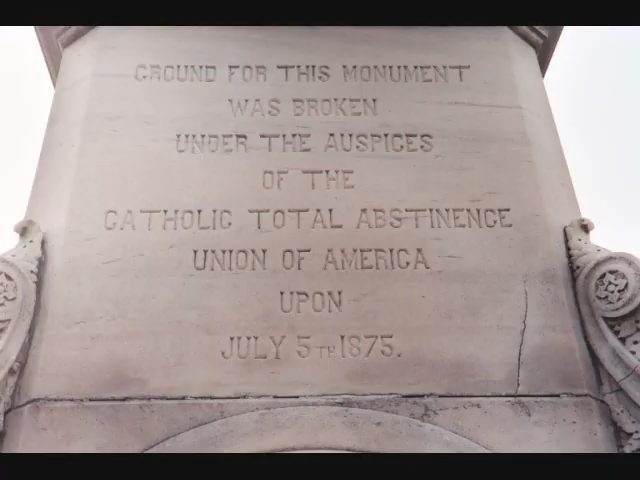 GROUND FOR THIS MONUMENT
WAS BROKEN
UNDER THE AUSPICES
OF THE
CATHOLIC TOTAL ABSTINENCE
UNION OF AMERICA
UPON
JULY 5TH 1875.